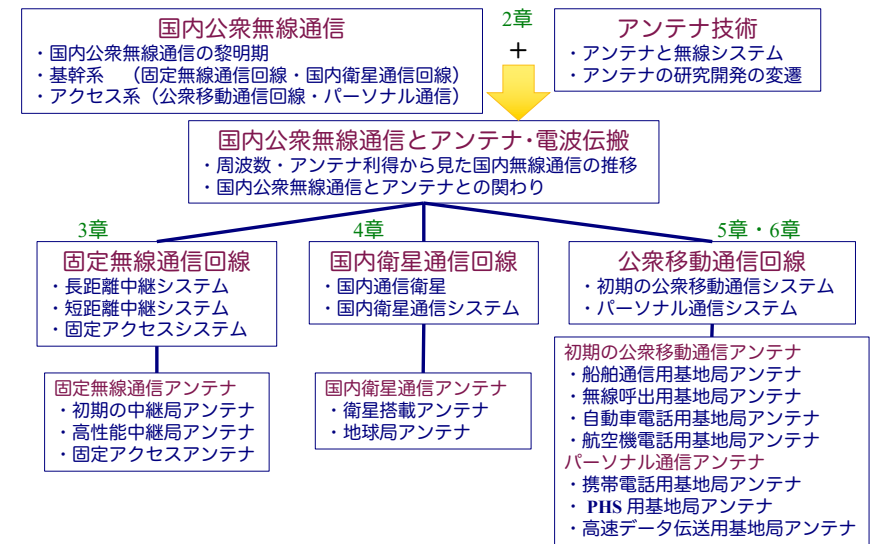 国内公衆無線通信
・国内公衆無線通信の黎明期
・基幹系　（固定無線通信回線・国内衛星通信回線）
・アクセス系（公衆移動通信回線・パーソナル通信）
2章
＋
アンテナ技術
・アンテナと無線システム
・アンテナの研究開発の変遷
国内公衆無線通信とアンテナ・電波伝搬
・周波数・アンテナ利得から見た国内無線通信の推移
・国内公衆無線通信とアンテナとの関わり
3章
固定無線通信回線
・長距離中継システム
・短距離中継システム
・固定アクセスシステム
固定無線通信アンテナ
・初期の中継局アンテナ
・高性能中継局アンテナ
・固定アクセスアンテナ
4章
国内衛星通信回線
・国内通信衛星
・国内衛星通信システム
国内衛星通信アンテナ
・衛星搭載アンテナ
・地球局アンテナ
5章・6章
公衆移動通信回線
・初期の公衆移動通信システム
・パーソナル通信システム
初期の公衆移動通信アンテナ
・船舶通信用基地局アンテナ
・無線呼出用基地局アンテナ
・自動車電話用基地局アンテナ
・航空機電話用基地局アンテナ
パーソナル通信アンテナ
・携帯電話用基地局アンテナ
・PHS用基地局アンテナ
・高速データ伝送用基地局アンテナ